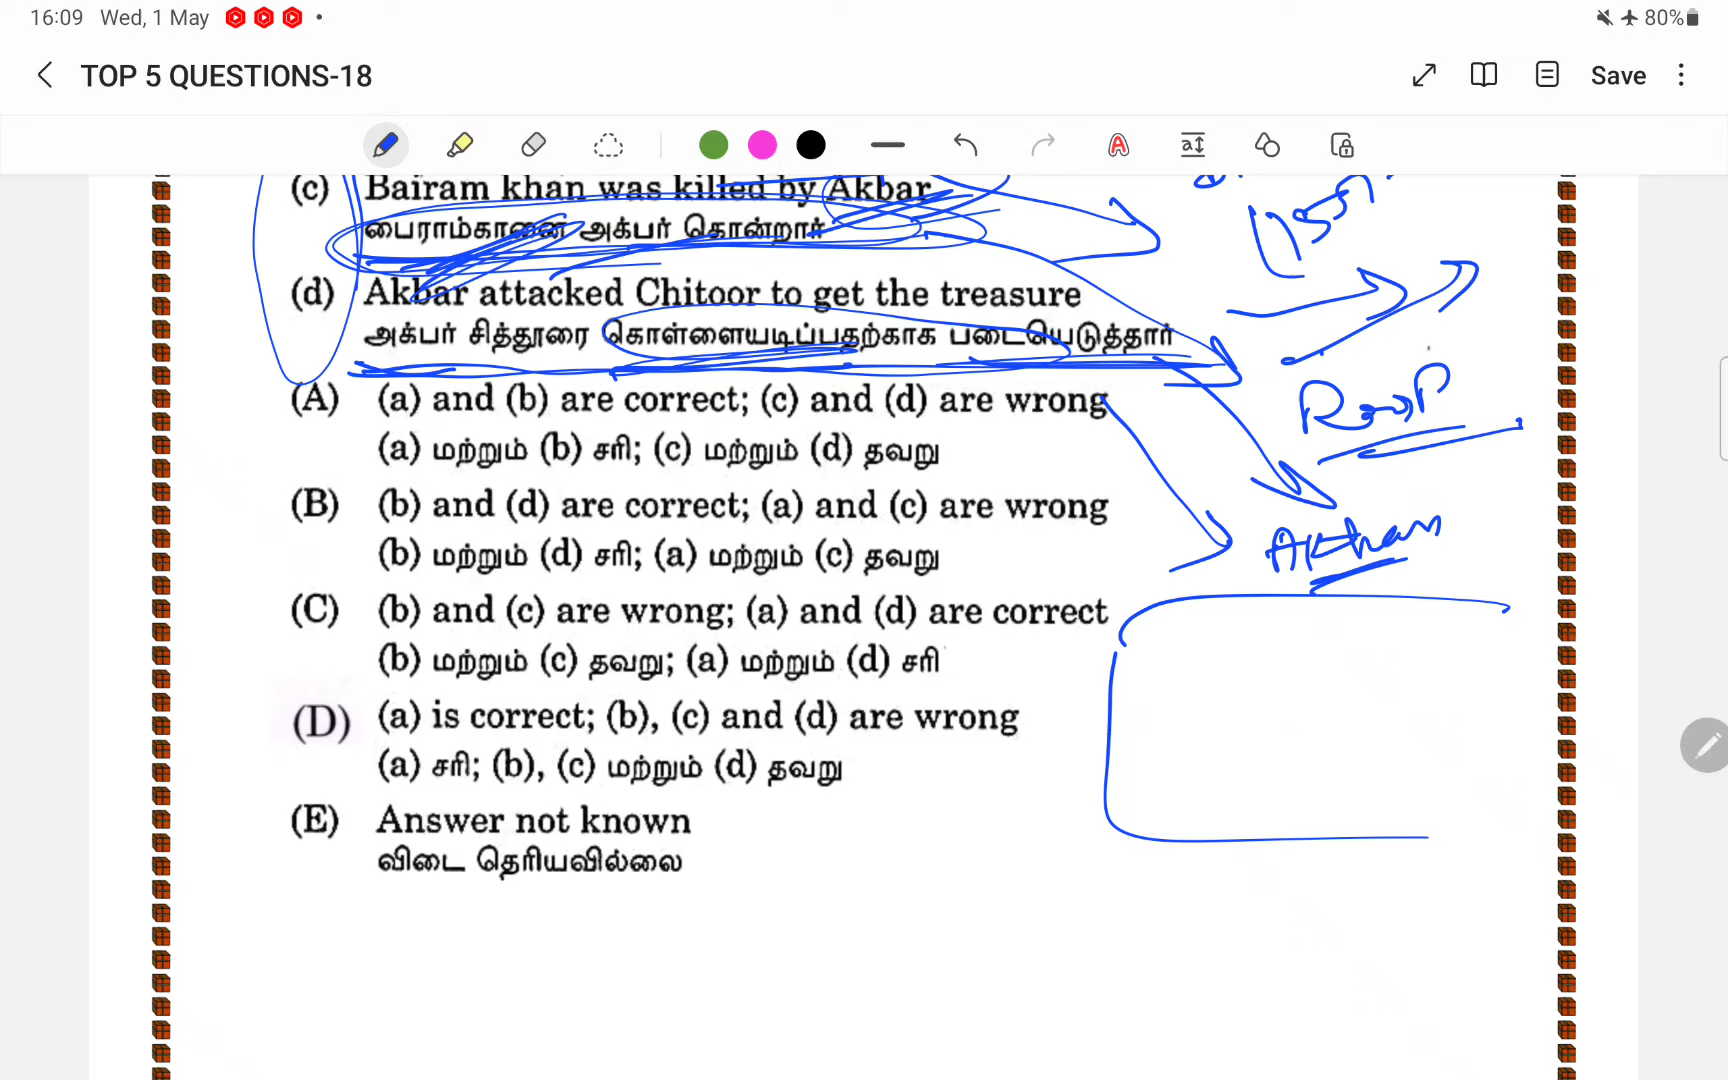 16:09 Wed, 1 May
80%
TOP 5 QUESTIONS-18
Save
(c) Bairam khan was killed by Akbar
பைராம்கானை அக்பர் கொன்றார்
(d) Akbar attacked Chitoor to get the treasure
அக்பர் சித்தூரை கொள்ளையடிப்பதற்காக படையெடுத்தார்
(A) (a) and (b) are correct; (c) and (d) are wrong
(a) மற்றும் (b) சரி; (c) மற்றும் (d) தவறு
(B) (b) and (d) are correct; (a) and (c) are wrong
(b) மற்றும் (d) சரி; (a) மற்றும் (c) தவறு
(C) (b) and (c) are wrong; (a) and (d) are correct
(b) மற்றும் (c) தவறு; (a) மற்றும் (d) சரி
(D) (a) is correct; (b), (c) and (d) are wrong
(a) சரி; (b), (c) மற்றும் (d) தவறு
(E) Answer not known
விடை தெரியவில்லை